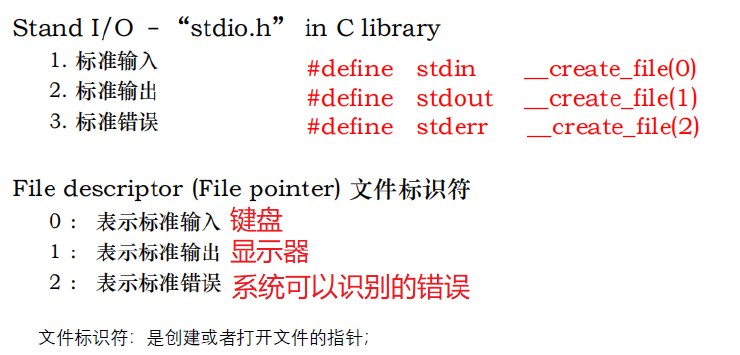 Stand I/O - “stdio.h” in C library
1. 标准输入 #define stdin __create_file(0)
2. 标准输出 #define stdout __create_file(1)
3. 标准错误 #define stderr __create_file(2)
File descriptor (File pointer) 文件标识符
0 : 表示标准输入 键盘
1 : 表示标准输出 显示器
2 : 表示标准错误 系统可以识别的错误
文件标识符：是创建或者打开文件的指针；